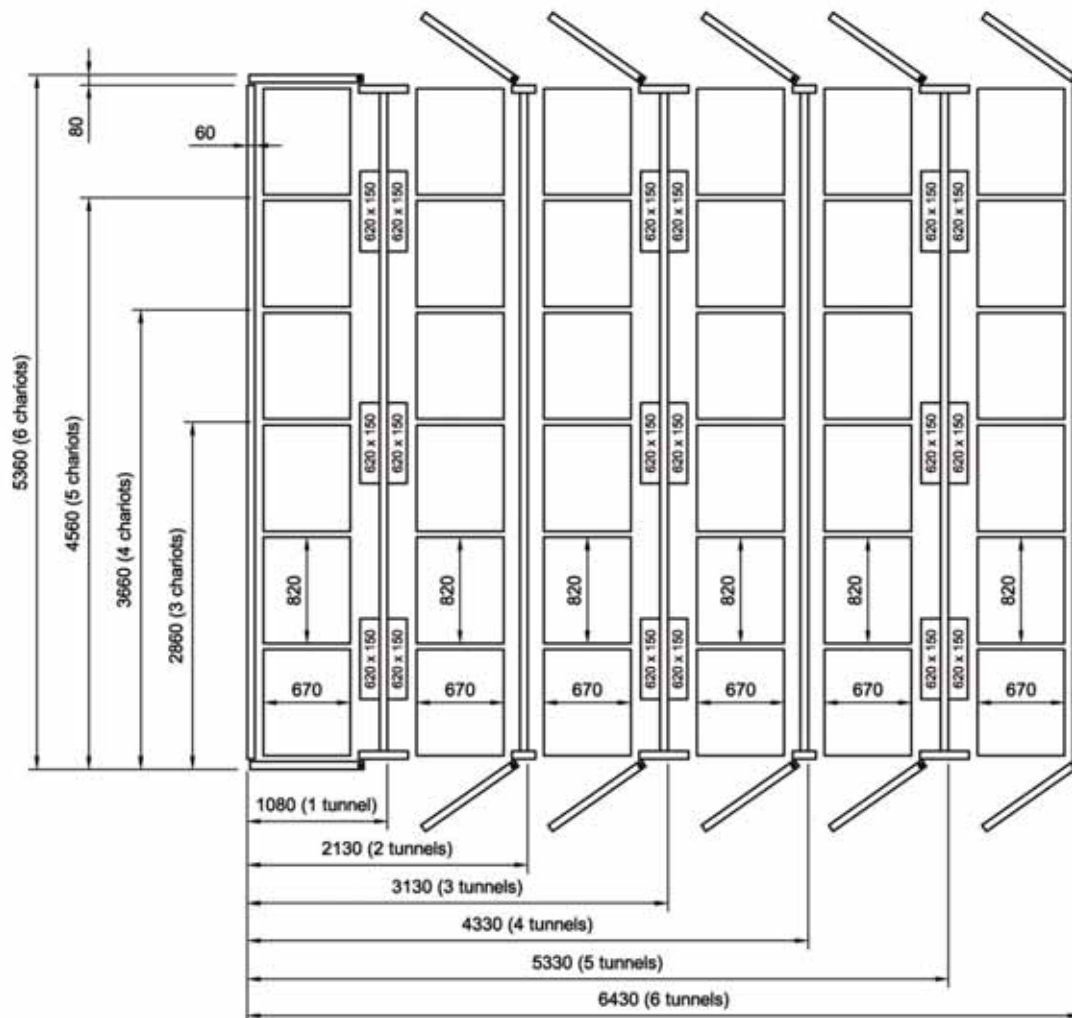 80
60
620 x 150
620 x 150
620 x 150
620 x 150
620 x 150
620 x 150
5360 (6 chariots)
4560 (5 chariots)
3660 (4 chariots)
2860 (3 chariots)
620 x 150
620 x 150
620 x 150
620 x 150
620 x 150
620 x 150
820
820
820
820
820
820
620 x 150
620 x 150
620 x 150
620 x 150
620 x 150
620 x 150
670
670
670
670
670
670
1080 (1 tunnel)
2130 (2 tunnels)
3130 (3 tunnels)
4330 (4 tunnels)
5330 (5 tunnels)
6430 (6 tunnels)